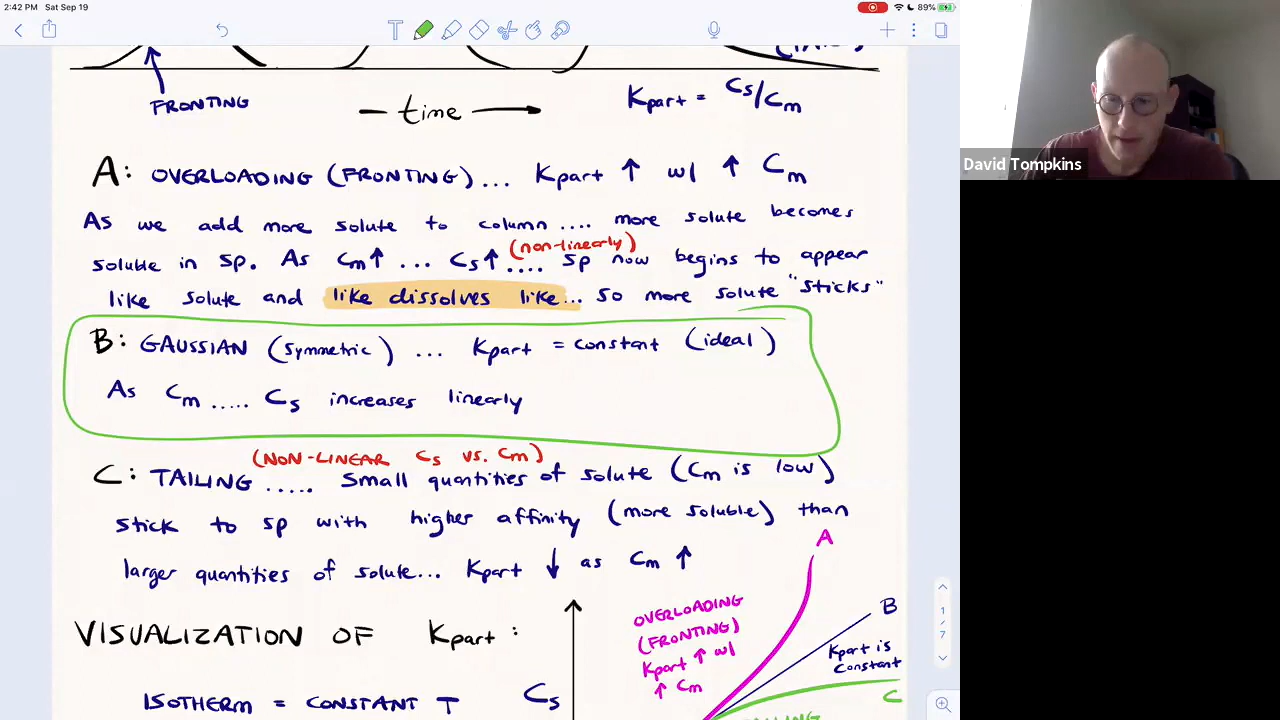 2:42 PM Sat Sep 19
89%
FRONTING
time
Kpart = Cs/Cm
David Tompkins
A: OVERLOADING (FRONTING)... Kpart ↑ w/ ↑ Cm
As we add more solute to column .... more solute becomes
(non-linearly)
soluble in sp. As Cm↑ ... Cs↑ .... sp now begins to appear
like solute and like dissolves like... so more solute "sticks"
B: GAUSSIAN (symmetric) ... Kpart = constant (ideal)
As Cm ..... Cs increases linearly
(NON-LINEAR Cs vs. Cm)
C: TAILING ..... small quantities of solute (Cm is low)
stick to sp with higher affinity (more soluble) than
larger quantities of solute... Kpart ↓ as Cm ↑
A
OVERLOADING
(FRONTING)
Kpart ↑ w/
↑ Cm
B
Kpart is
constant
C
VISUALIZATION OF Kpart:
ISOTHERM = CONSTANT T
Cs
1
/
7